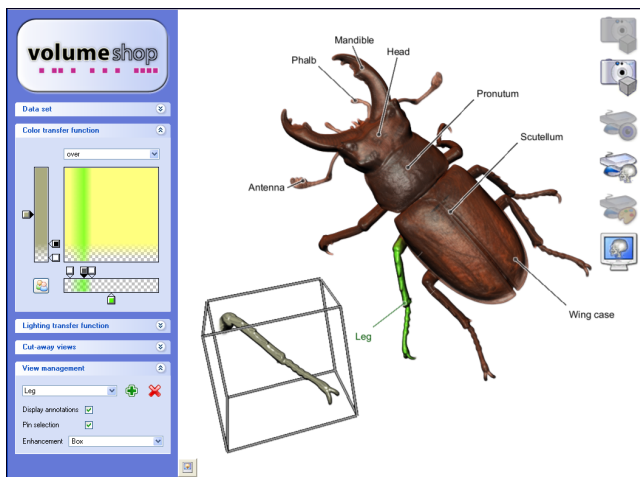 volumeshop
Data set
Color transfer function
over
Lighting transfer function
Cut-away views
View management
Leg
Display annotations
Pin selection
Enhancement Box
Mandible
Phalb
Head
Pronutum
Scutellum
Antenna
Wing case
Leg